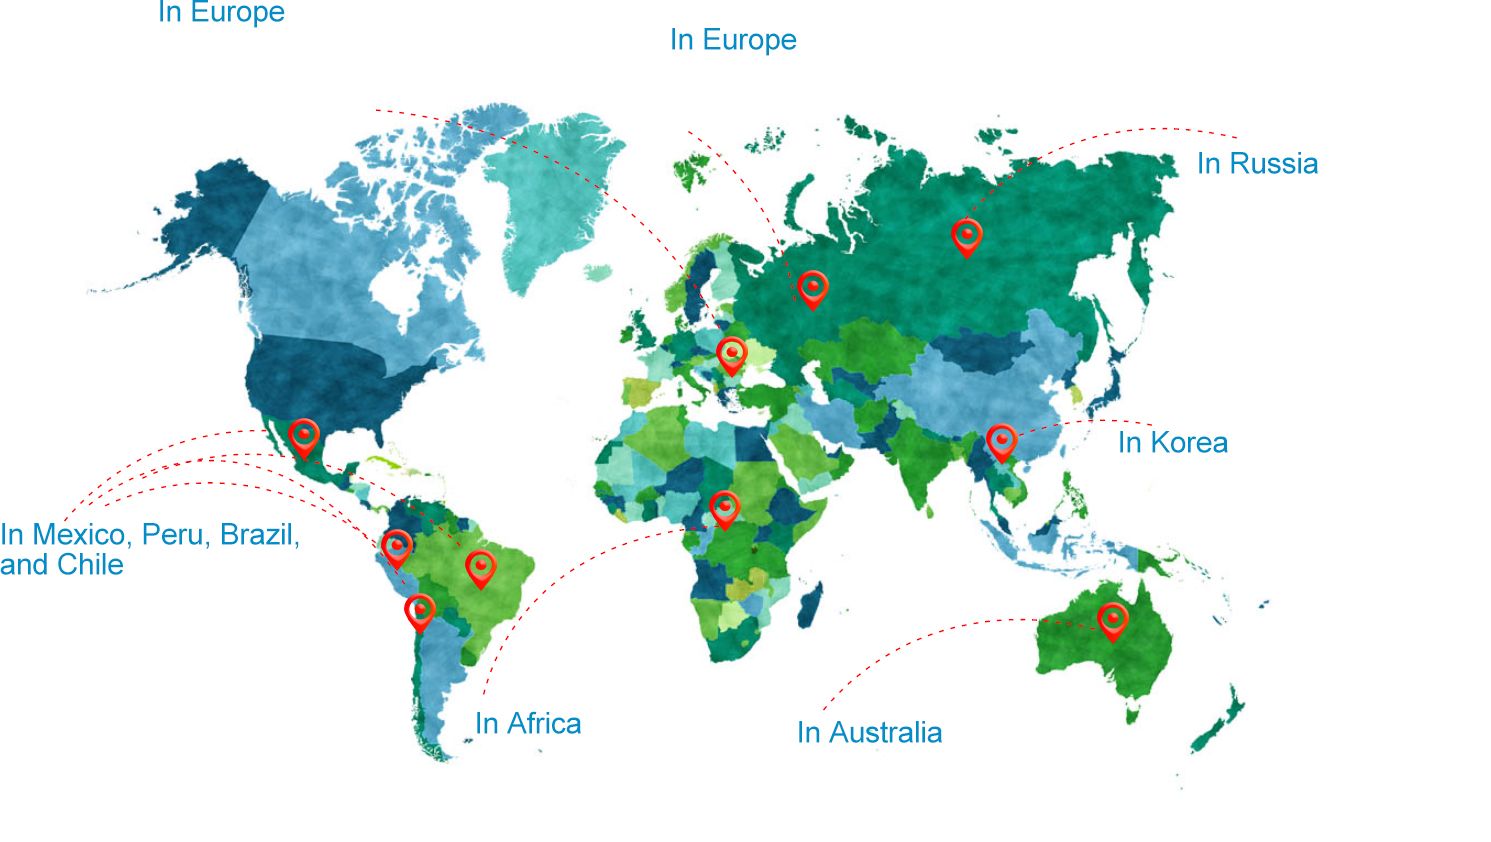 In Europe
In Europe
In Russia
In Korea
In Mexico, Peru, Brazil,
and Chile
In Africa
In Australia